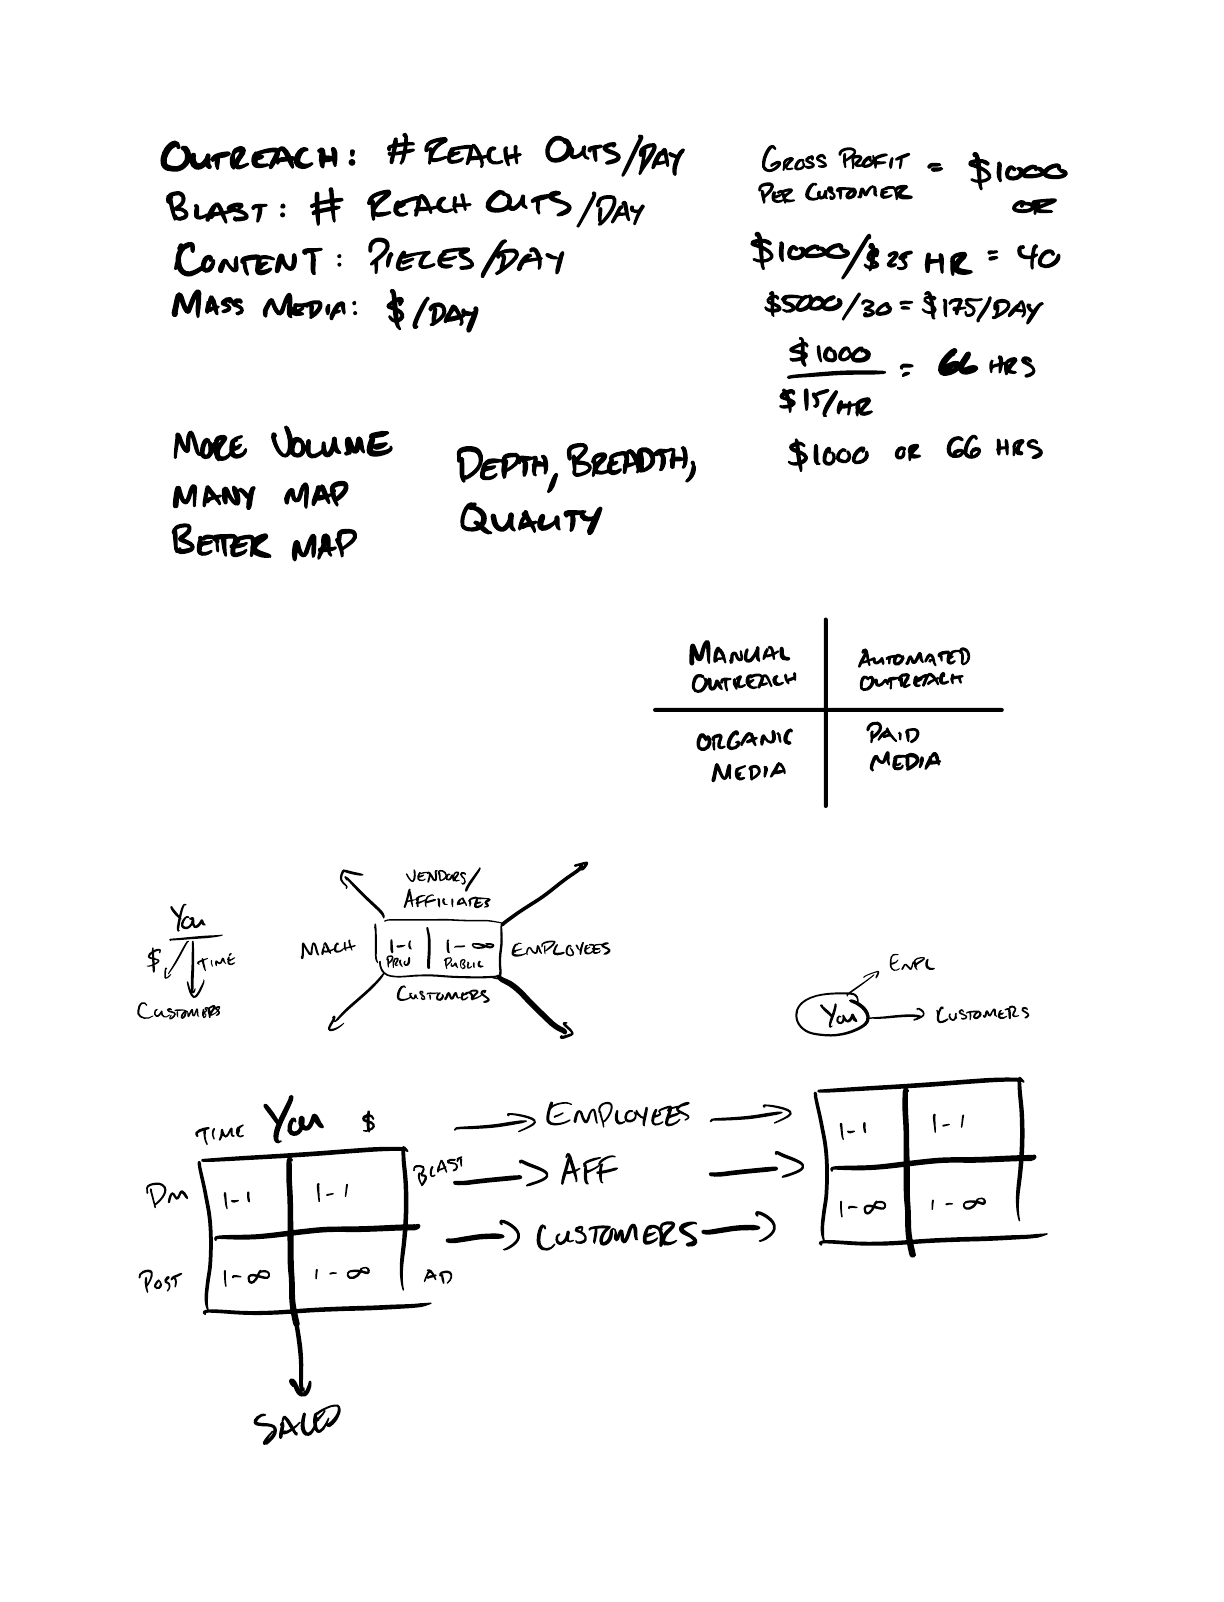 OUTREACH: # REACH OUTS/DAY
BLAST: # REACH OUTS/DAY
CONTENT: PIECES/DAY
MASS MEDIA: $/DAY
GROSS PROFIT
PER CUSTOMER = $1000
OR
$1000/$25 HR = 40
$5000/30 = $175/DAY
$1000
$15/HR
= 66 HRS
$1000 OR 66 HRS
MORE VOLUME
MANY MAP
BETTER MAP
DEPTH, BREADTH,
QUALITY
MANUAL
OUTREACH
AUTOMATED
OUTREACH
ORGANIC
MEDIA
PAID
MEDIA
You
$ TIME
CUSTOMERS
VENDORS/
AFFILIATES
MACH
1-1
PRIV
1-∞
PUBLIC
EMPLOYEES
CUSTOMERS
EMPL
You
CUSTOMERS
TIME You $
DM
1-1
1-1
BLAST
POST
1-∞
1-∞
AD
SALES
EMPLOYEES
AFF
CUSTOMERS
1-1
1-1
1-∞
1-∞